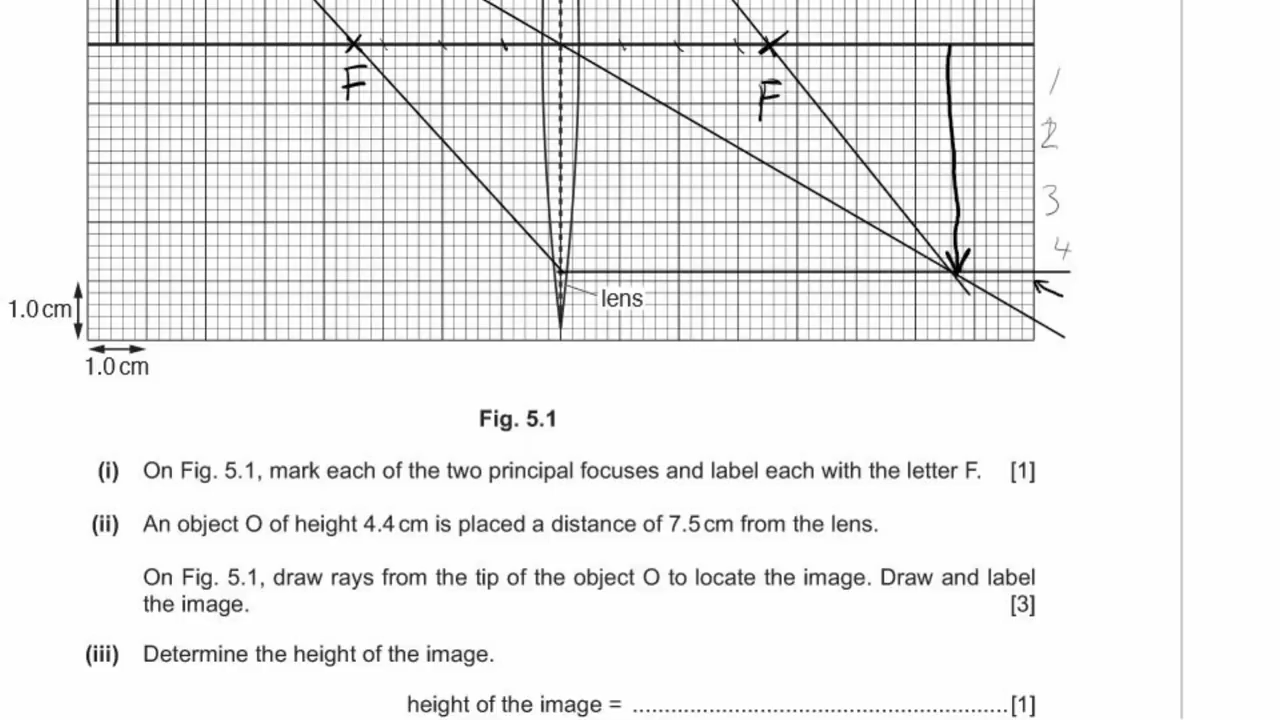 F
F
1
2
3
4
1.0 cm
lens
1.0 cm
Fig. 5.1
(i) On Fig. 5.1, mark each of the two principal focuses and label each with the letter F. [1]
(ii) An object O of height 4.4 cm is placed a distance of 7.5 cm from the lens.
On Fig. 5.1, draw rays from the tip of the object O to locate the image. Draw and label
the image. [3]
(iii) Determine the height of the image.
height of the image = ........................................................[1]